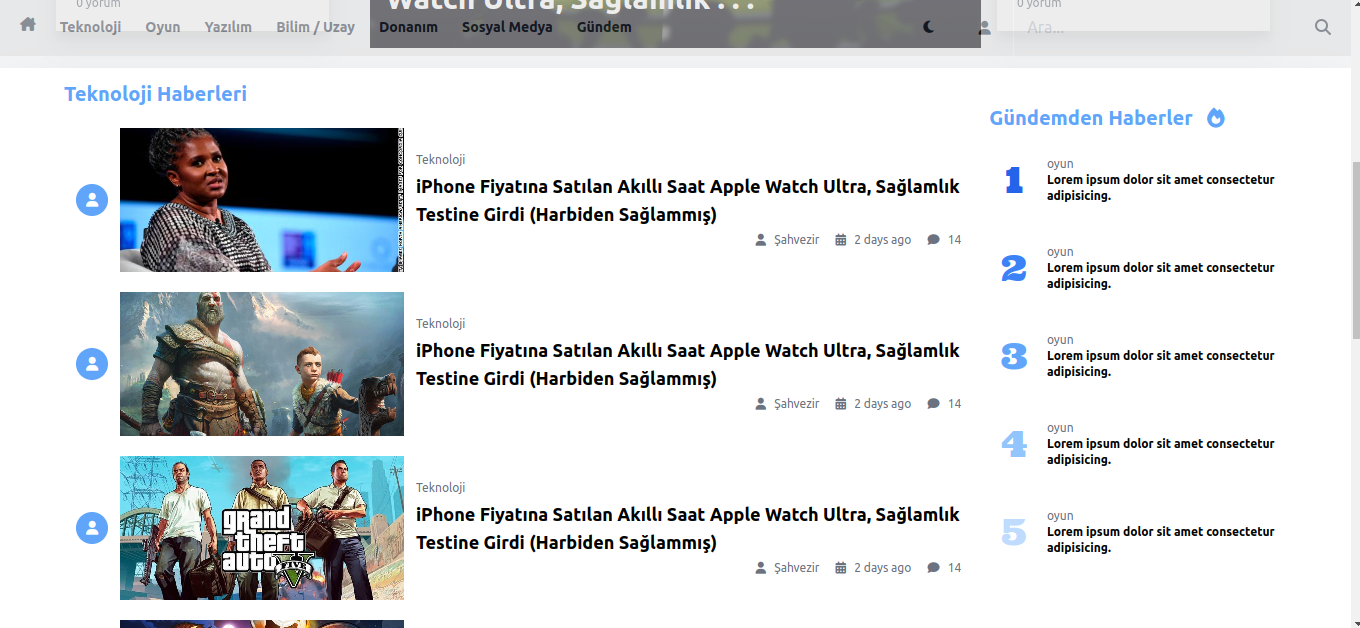 0 yorum
Watch Ultra, Sağlamlık . . .
0 yorum
Teknoloji Oyun Yazılım Bilim / Uzay Donanım Sosyal Medya Gündem
Ara...
Teknoloji Haberleri
Teknoloji
iPhone Fiyatına Satılan Akıllı Saat Apple Watch Ultra, Sağlamlık
Testine Girdi (Harbiden Sağlammış)
Şahvezir 2 days ago 14
Teknoloji
iPhone Fiyatına Satılan Akıllı Saat Apple Watch Ultra, Sağlamlık
Testine Girdi (Harbiden Sağlammış)
Şahvezir 2 days ago 14
grand
theft
auto
FIVE
Teknoloji
iPhone Fiyatına Satılan Akıllı Saat Apple Watch Ultra, Sağlamlık
Testine Girdi (Harbiden Sağlammış)
Şahvezir 2 days ago 14
Gündemden Haberler
1
oyun
Lorem ipsum dolor sit amet consectetur
adipisicing.
2
oyun
Lorem ipsum dolor sit amet consectetur
adipisicing.
3
oyun
Lorem ipsum dolor sit amet consectetur
adipisicing.
4
oyun
Lorem ipsum dolor sit amet consectetur
adipisicing.
5
oyun
Lorem ipsum dolor sit amet consectetur
adipisicing.